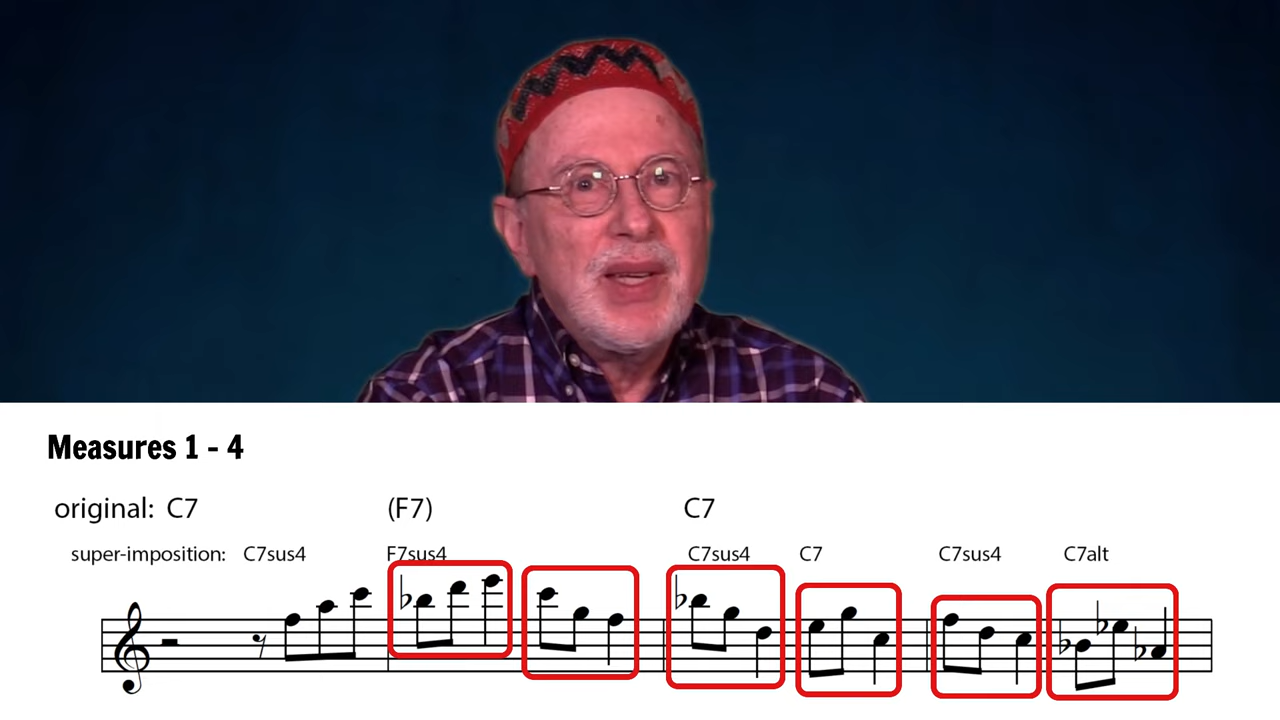 Measures 1 - 4
original: C7 (F7) C7
super-imposition: C7sus4 F7sus4 C7sus4 C7 C7sus4 C7alt